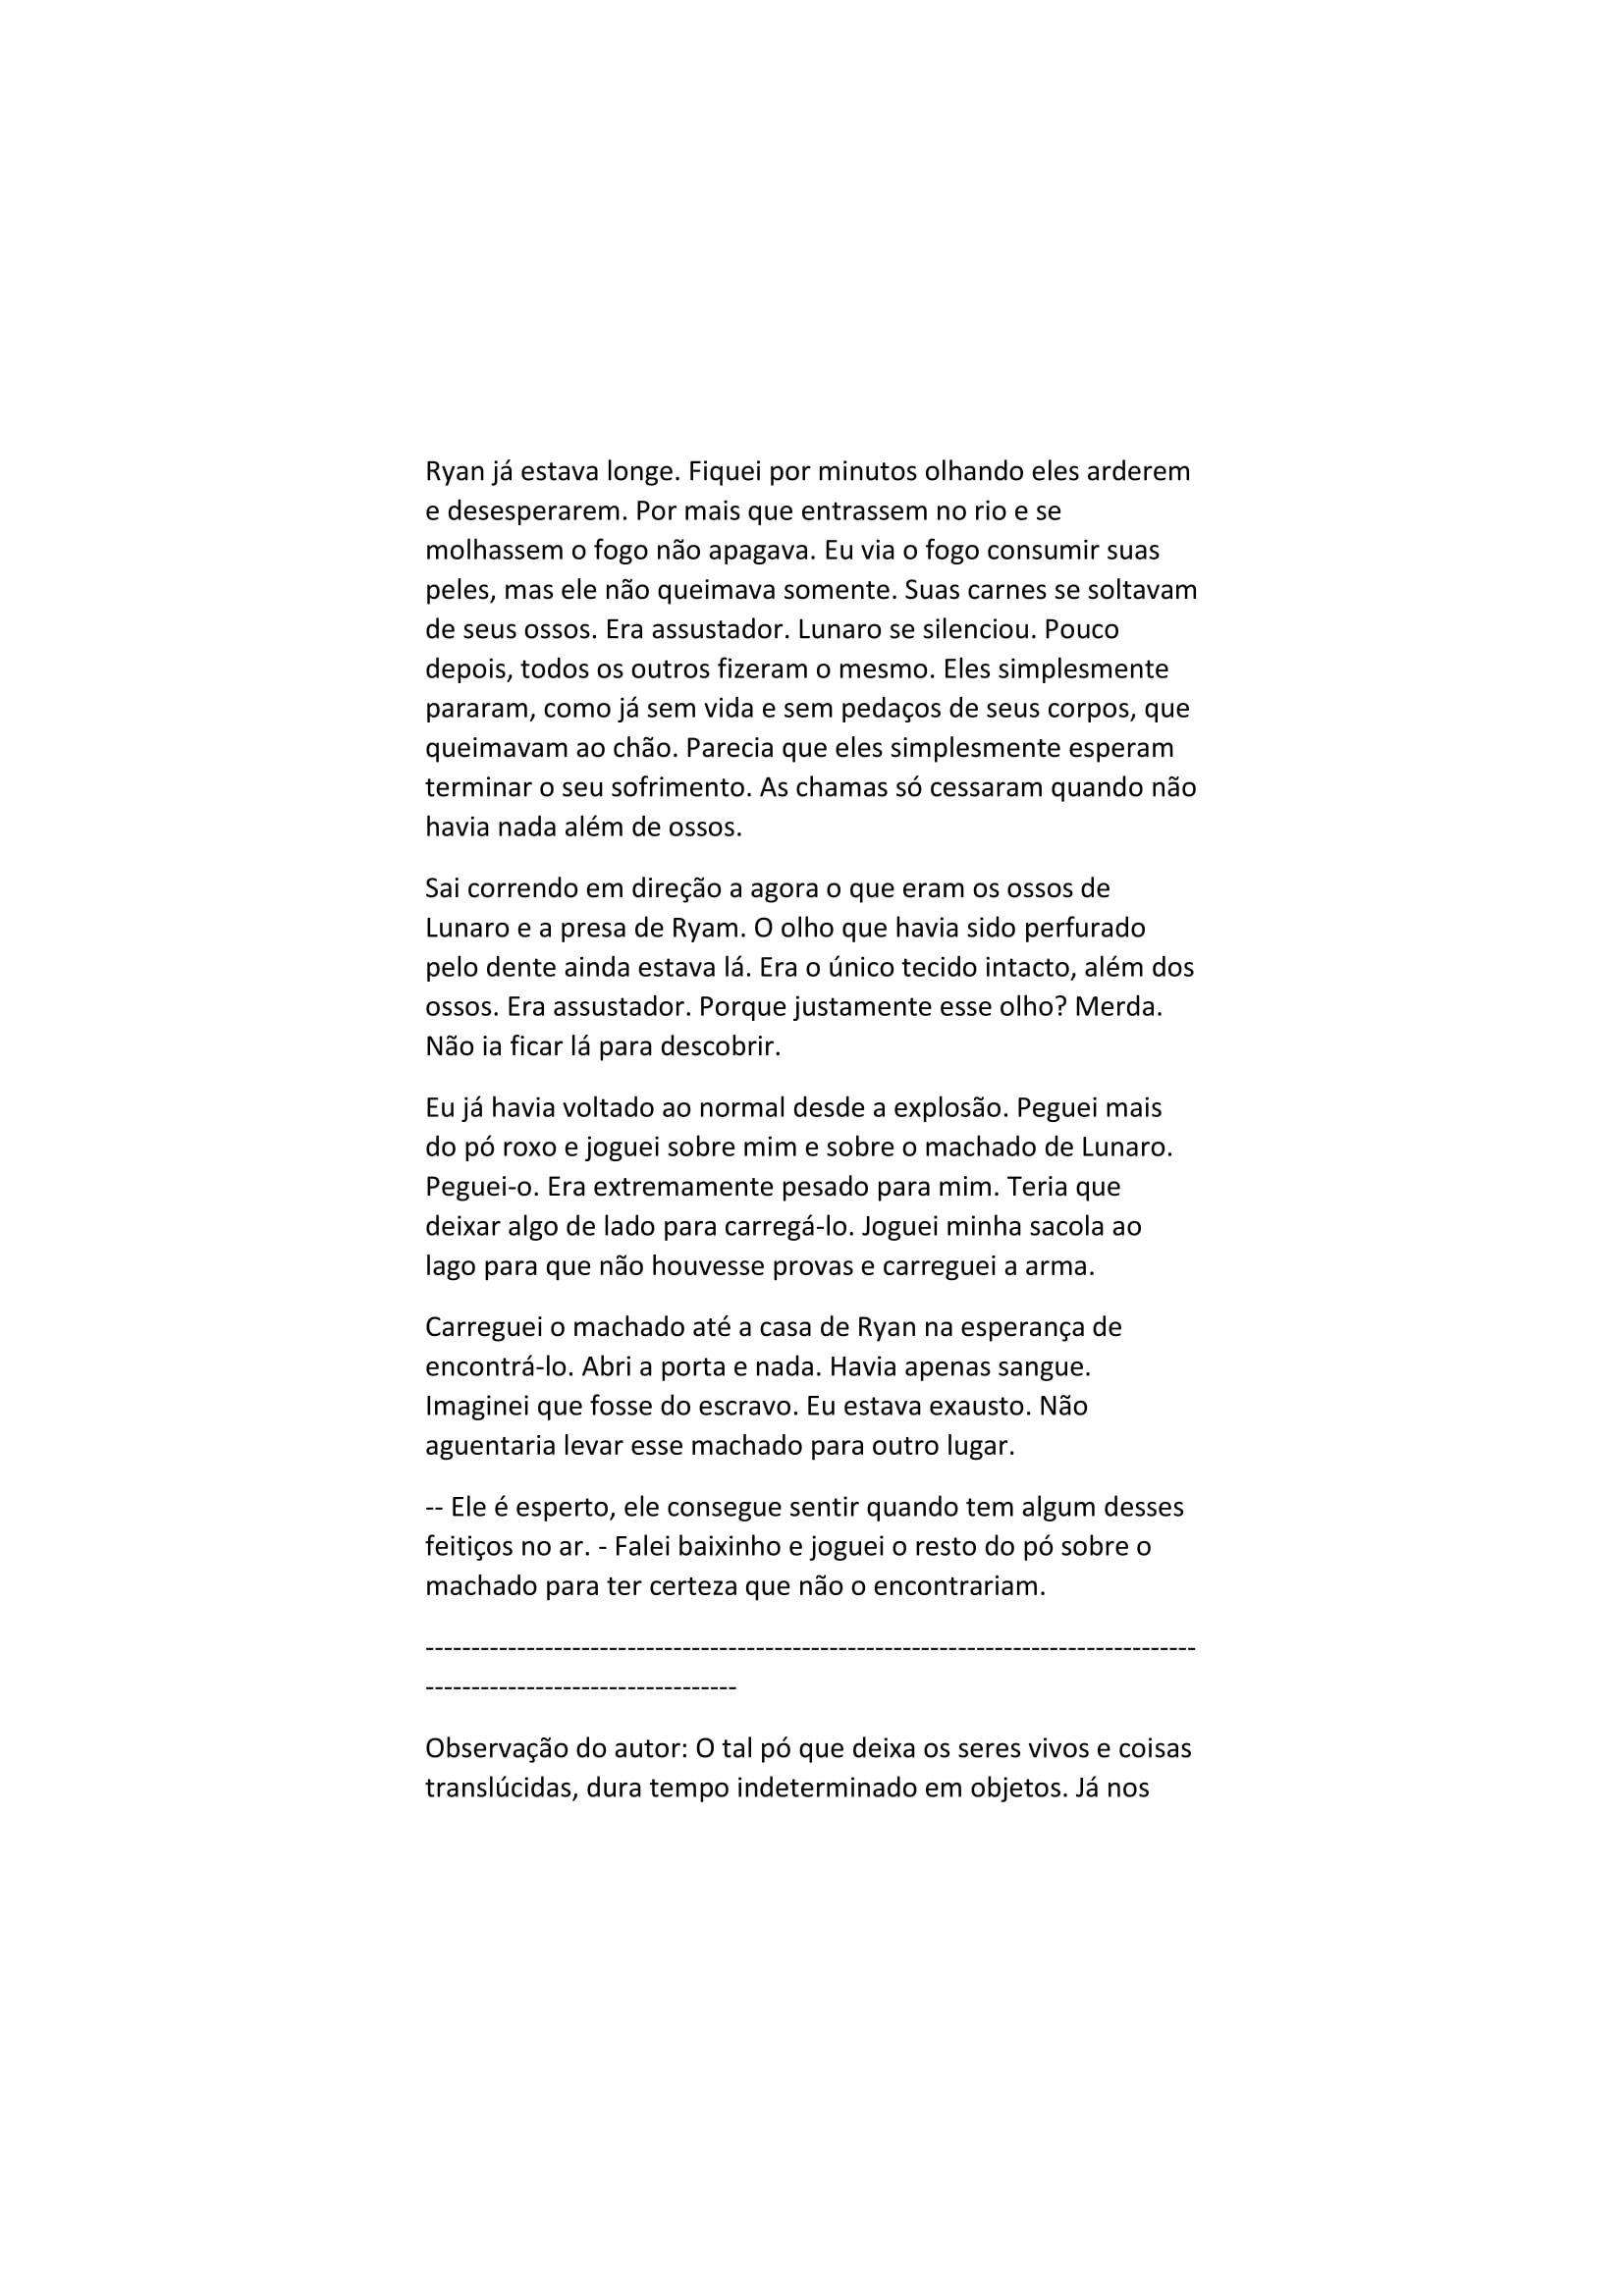 Ryan já estava longe. Fiquei por minutos olhando eles arderem
e desesperarem. Por mais que entrassem no rio e se
molhassem o fogo não apagava. Eu via o fogo consumir suas
peles, mas ele não queimava somente. Suas carnes se soltavam
de seus ossos. Era assustador. Lunaro se silenciou. Pouco
depois, todos os outros fizeram o mesmo. Eles simplesmente
pararam, como já sem vida e sem pedaços de seus corpos, que
queimavam ao chão. Parecia que eles simplesmente esperam
terminar o seu sofrimento. As chamas só cessaram quando não
havia nada além de ossos.
Sai correndo em direção a agora o que eram os ossos de
Lunaro e a presa de Ryam. O olho que havia sido perfurado
pelo dente ainda estava lá. Era o único tecido intacto, além dos
ossos. Era assustador. Porque justamente esse olho? Merda.
Não ia ficar lá para descobrir.
Eu já havia voltado ao normal desde a explosão. Peguei mais
do pó roxo e joguei sobre mim e sobre o machado de Lunaro.
Peguei-o. Era extremamente pesado para mim. Teria que
deixar algo de lado para carregá-lo. Joguei minha sacola ao
lago para que não houvesse provas e carreguei a arma.
Carreguei o machado até a casa de Ryan na esperança de
encontrá-lo. Abri a porta e nada. Havia apenas sangue.
Imaginei que fosse do escravo. Eu estava exausto. Não
aguentaria levar esse machado para outro lugar.
-- Ele é esperto, ele consegue sentir quando tem algum desses
feitiços no ar. - Falei baixinho e joguei o resto do pó sobre o
machado para ter certeza que não o encontrariam.
------------------------------------------------------------------------------------
----------------------------------
Observação do autor: O tal pó que deixa os seres vivos e coisas
translúcidas, dura tempo indeterminado em objetos. Já nos